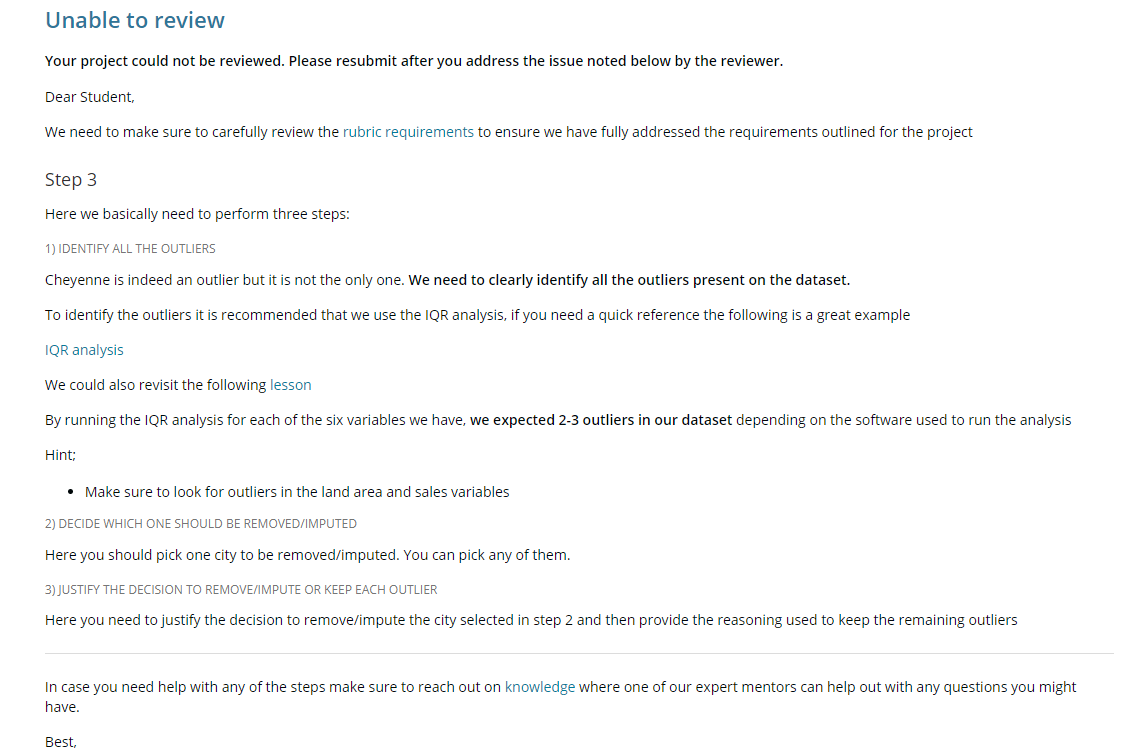 Unable to review
Your project could not be reviewed. Please resubmit after you address the issue noted below by the reviewer.
Dear Student,
We need to make sure to carefully review the rubric requirements to ensure we have fully addressed the requirements outlined for the project
Step 3
Here we basically need to perform three steps:
1) IDENTIFY ALL THE OUTLIERS
Cheyenne is indeed an outlier but it is not the only one. We need to clearly identify all the outliers present on the dataset.
To identify the outliers it is recommended that we use the IQR analysis, if you need a quick reference the following is a great example
IQR analysis
We could also revisit the following lesson
By running the IQR analysis for each of the six variables we have, we expected 2-3 outliers in our dataset depending on the software used to run the analysis
Hint;
• Make sure to look for outliers in the land area and sales variables
2) DECIDE WHICH ONE SHOULD BE REMOVED/IMPUTED
Here you should pick one city to be removed/imputed. You can pick any of them.
3) JUSTIFY THE DECISION TO REMOVE/IMPUTE OR KEEP EACH OUTLIER
Here you need to justify the decision to remove/impute the city selected in step 2 and then provide the reasoning used to keep the remaining outliers
In case you need help with any of the steps make sure to reach out on knowledge where one of our expert mentors can help out with any questions you might
have.
Best,